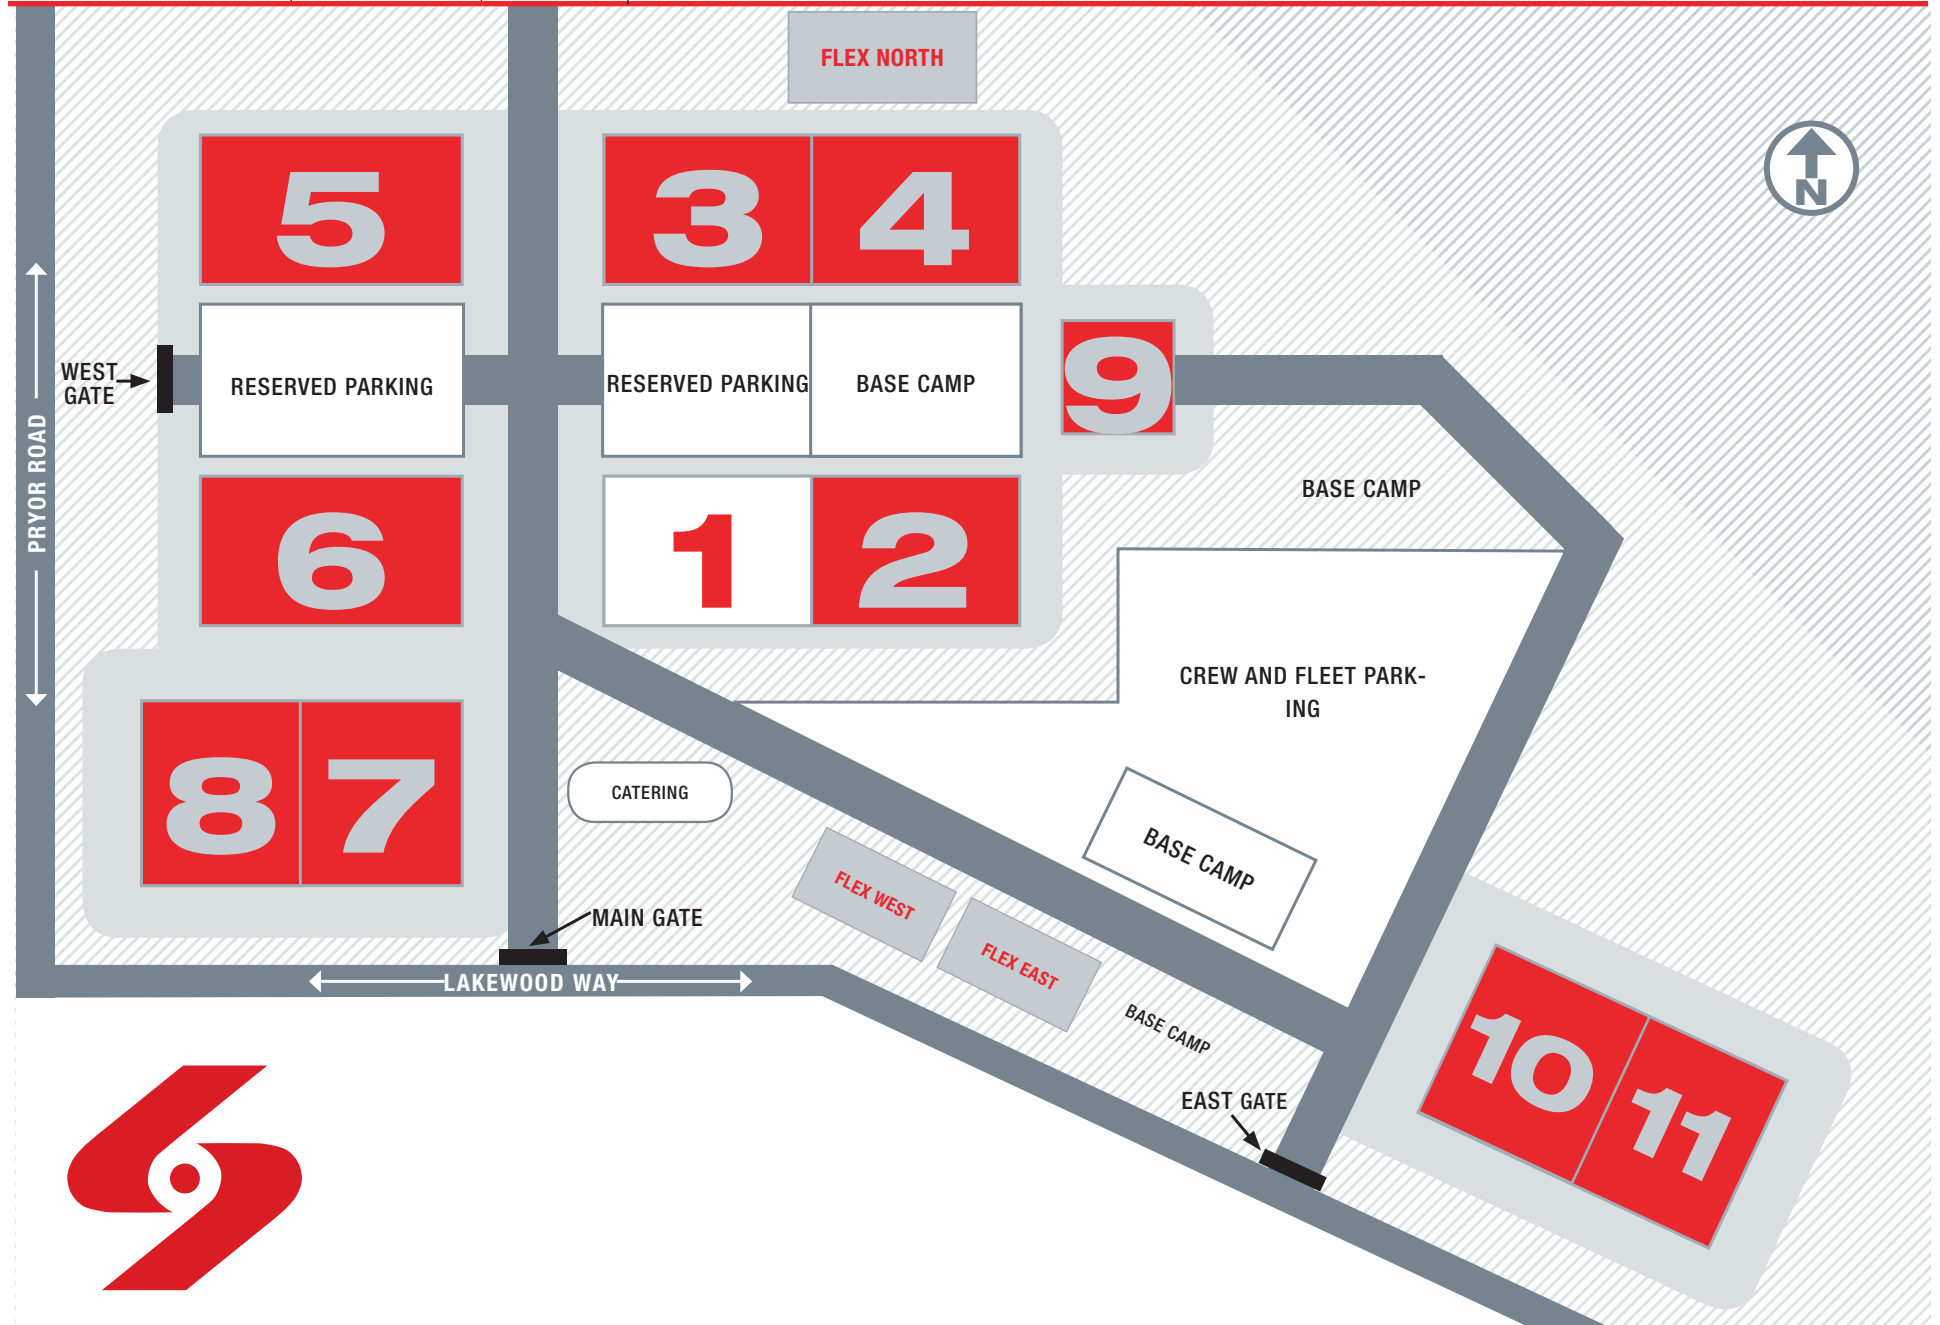 FLEX NORTH
5
3
4
N
WEST
GATE
RESERVED PARKING
RESERVED PARKING
BASE CAMP
9
PRYOR ROAD
BASE CAMP
6
1
2
CREW AND FLEET PARK-
ING
8
7
CATERING
BASE CAMP
FLEX WEST
MAIN GATE
FLEX EAST
LAKEWOOD WAY
BASE CAMP
10
11
EAST GATE